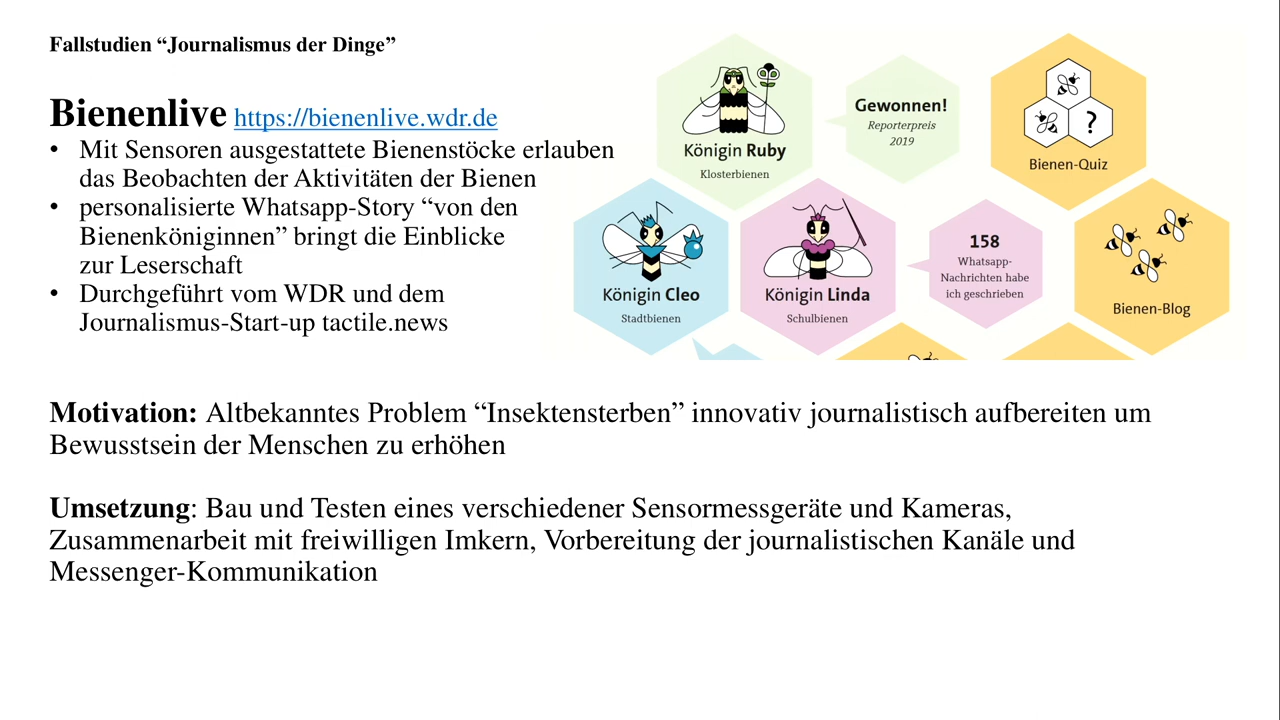 Fallstudien “Journalismus der Dinge”
Bienenlive https://bienenlive.wdr.de
• Mit Sensoren ausgestattete Bienenstöcke erlauben
das Beobachten der Aktivitäten der Bienen
• personalisierte Whatsapp-Story “von den
Bienenköniginnen” bringt die Einblicke
zur Leserschaft
• Durchgeführt vom WDR und dem
Journalismus-Start-up tactile.news
Königin Ruby
Klosterbienen
Gewonnen!
Reporterpreis
2019
Bienen-Quiz
?
Königin Cleo
Stadtbienen
Königin Linda
Schulbienen
158
Whatsapp-
Nachrichten habe
ich geschrieben
Bienen-Blog
Motivation: Altbekanntes Problem “Insektensterben” innovativ journalistisch aufbereiten um
Bewusstsein der Menschen zu erhöhen
Umsetzung: Bau und Testen eines verschiedener Sensormessgeräte und Kameras,
Zusammenarbeit mit freiwilligen Imkern, Vorbereitung der journalistischen Kanäle und
Messenger-Kommunikation